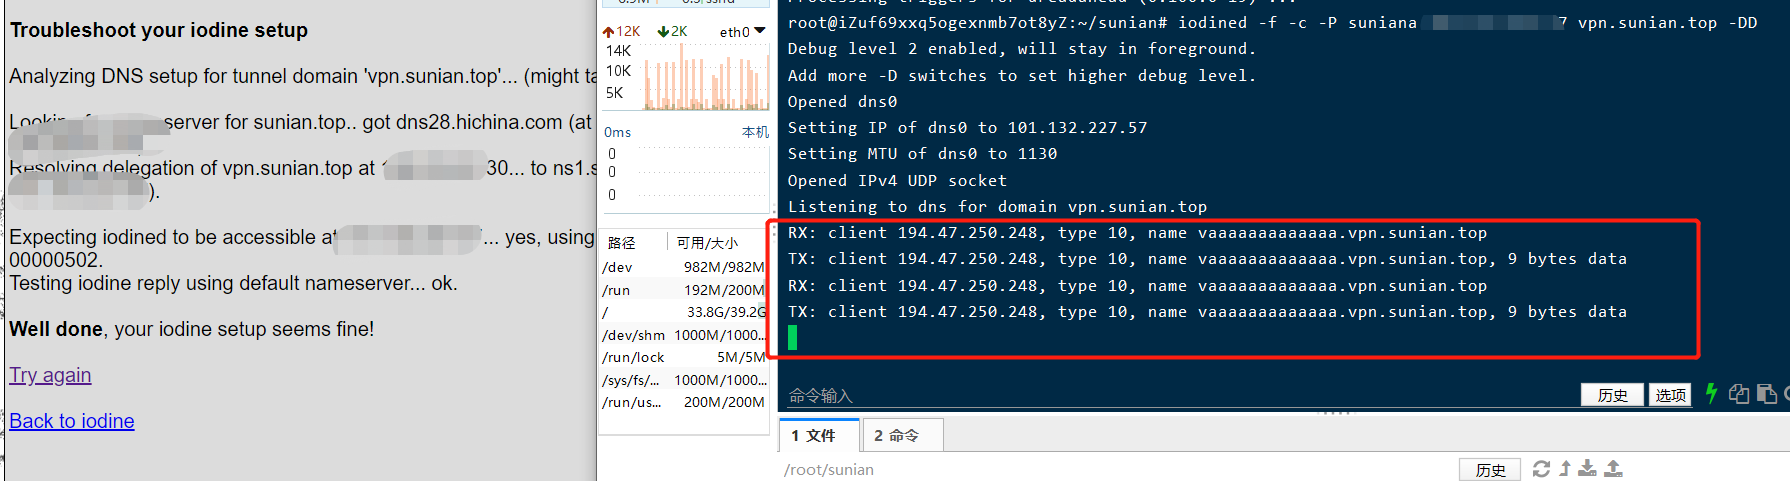 Troubleshoot your iodine setup
Analyzing DNS setup for tunnel domain 'vpn.sunian.top'... (might ta
server for sunian.top.. got dns28.hichina.com (at
Resolving delegation of vpn.sunian.top at 30... to ns1.s
).
Expecting iodined to be accessible at ... yes, using
00000502.
Testing iodine reply using default nameserver... ok.
Well done, your iodine setup seems fine!
Try again
Back to iodine
12K 2K eth0
14K
10K
5K
0ms 本机
0
0
0
路径 可用/大小
/dev 982M/982M
/run 192M/200M
/ 33.8G/39.2G
/dev/shm 1000M/1000...
/run/lock 5M/5M
/sys/fs/... 1000M/1000...
/run/us... 200M/200M
root@iZuf69xxq5ogexnmb7ot8yZ:~/sunian# iodined -f -c -P suniana 7 vpn.sunian.top -DD
Debug level 2 enabled, will stay in foreground.
Add more -D switches to set higher debug level.
Opened dns0
Setting IP of dns0 to 101.132.227.57
Setting MTU of dns0 to 1130
Opened IPv4 UDP socket
Listening to dns for domain vpn.sunian.top
RX: client 194.47.250.248, type 10, name vaaaaaaaaaaaaa.vpn.sunian.top
TX: client 194.47.250.248, type 10, name vaaaaaaaaaaaaa.vpn.sunian.top, 9 bytes data
RX: client 194.47.250.248, type 10, name vaaaaaaaaaaaaa.vpn.sunian.top
TX: client 194.47.250.248, type 10, name vaaaaaaaaaaaaa.vpn.sunian.top, 9 bytes data
命令输入 历史 选项
1 文件 2 命令
/root/sunian 历史